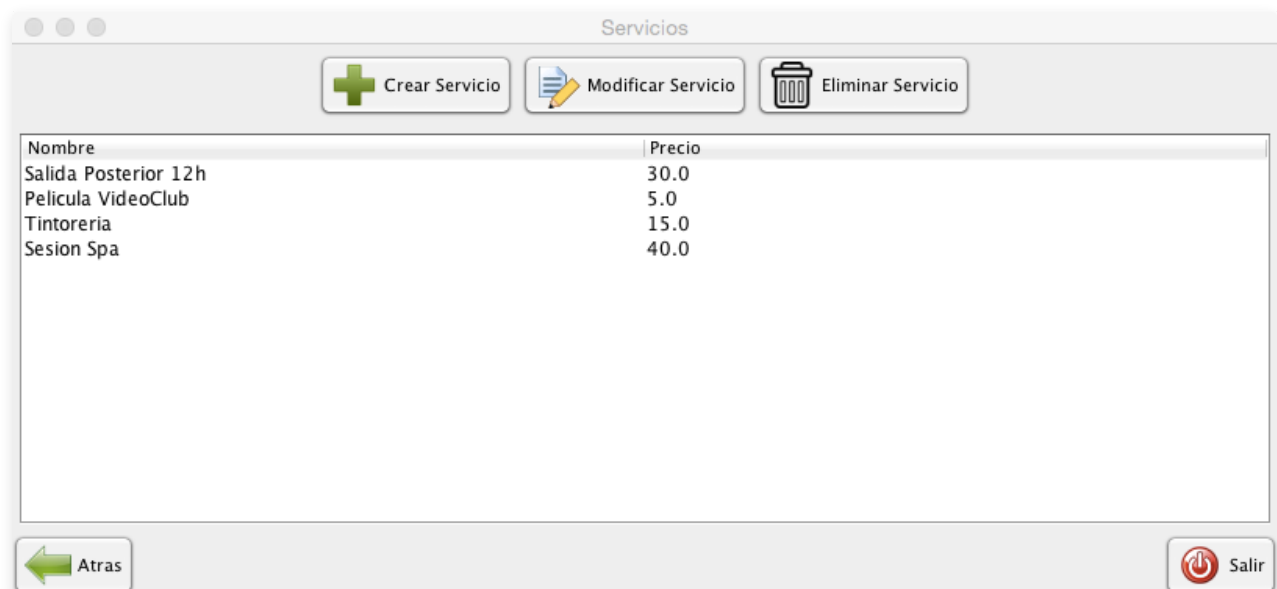 Servicios
Crear Servicio Modificar Servicio Eliminar Servicio
Nombre Precio
Salida Posterior 12h 30.0
Pelicula VideoClub 5.0
Tintoreria 15.0
Sesion Spa 40.0
Atras Salir